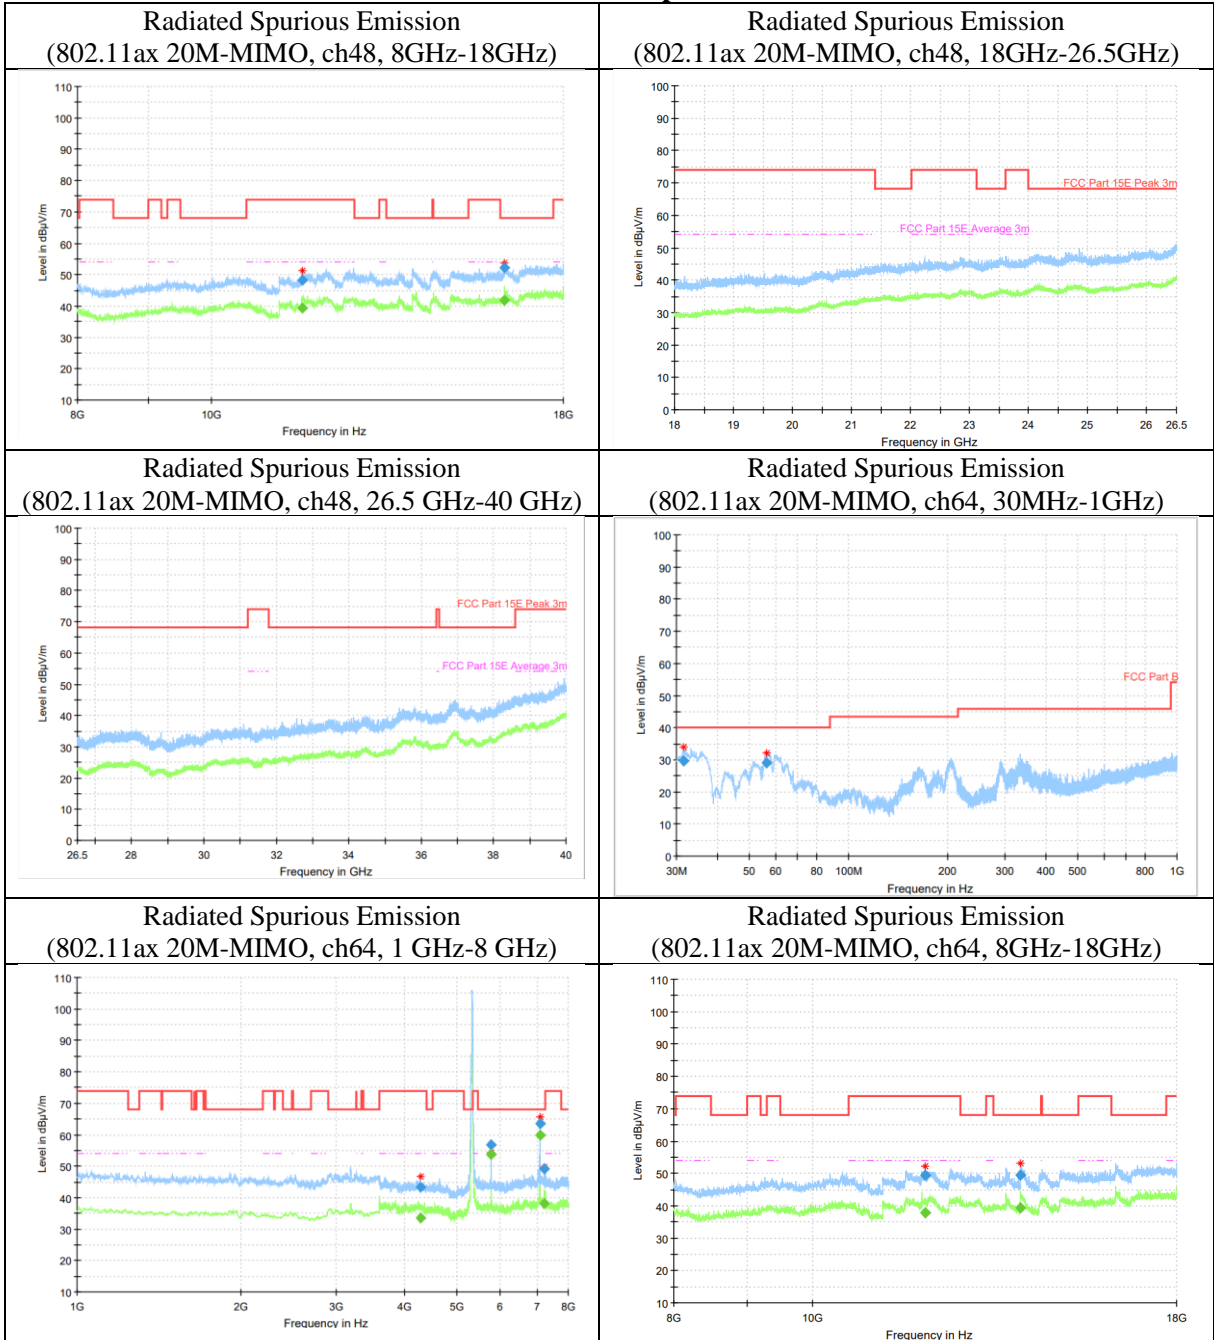 Radiated Spurious Emission
(802.11ax 20M-MIMO, ch48, 8GHz-18GHz)
110
100
90
80
70
60
50
40
30
20
10
Level in dBµV/m
8G
10G
18G
Frequency in Hz
Radiated Spurious Emission
(802.11ax 20M-MIMO, ch48, 18GHz-26.5GHz)
100
90
80
70
60
50
40
30
20
10
0
Level in dBµV/m
FCC Part 15E Peak 3m
FCC Part 15E Average 3m
18 19 20 21 22 23 24 25 26 26.5
Frequency in GHz
Radiated Spurious Emission
(802.11ax 20M-MIMO, ch48, 26.5 GHz-40 GHz)
100
90
80
70
60
50
40
30
20
10
0
Level in dBµV/m
FCC Part 15E Peak 3m
FCC Part 15E Average 3m
26.5 28 30 32 34 36 38 40
Frequency in GHz
Radiated Spurious Emission
(802.11ax 20M-MIMO, ch64, 30MHz-1GHz)
100
90
80
70
60
50
40
30
20
10
0
Level in dBµV/m
FCC Part B
30M 50 60 80 100M 200 300 400 500 800 1G
Frequency in Hz
Radiated Spurious Emission
(802.11ax 20M-MIMO, ch64, 1 GHz-8 GHz)
110
100
90
80
70
60
50
40
30
20
10
Level in dBµV/m
1G 2G 3G 4G 5G 6 7 8G
Frequency in Hz
Radiated Spurious Emission
(802.11ax 20M-MIMO, ch64, 8GHz-18GHz)
110
100
90
80
70
60
50
40
30
20
10
Level in dBµV/m
8G
10G
18G
Frequency in Hz